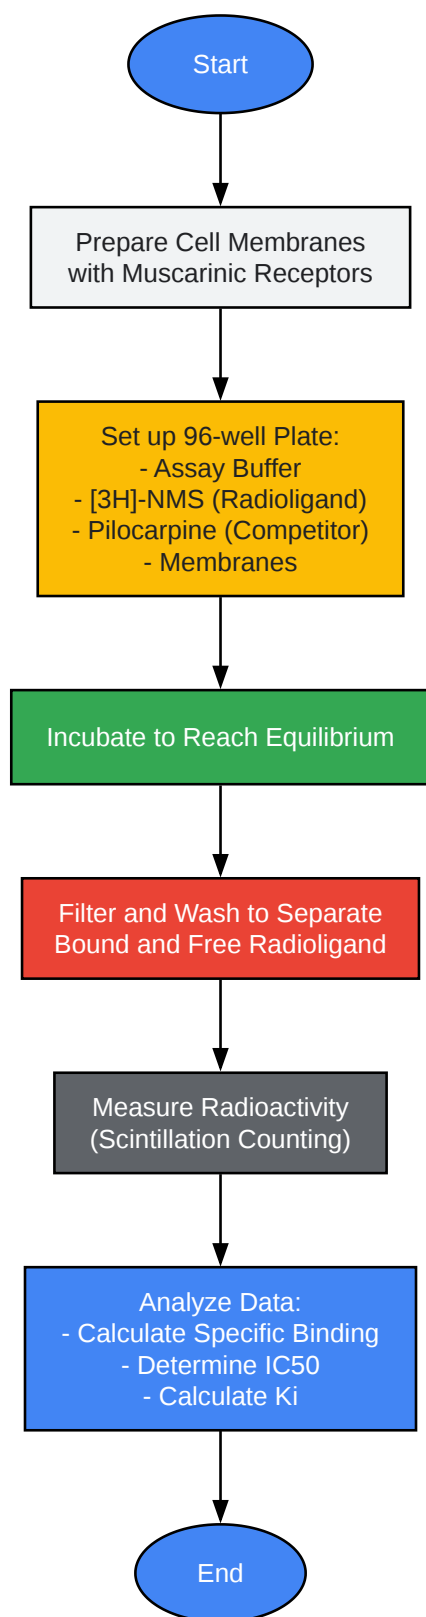 Start
Prepare Cell Membranes
with Muscarinic Receptors
Set up 96-well Plate:
- Assay Buffer
- [3H]-NMS (Radioligand)
- Pilocarpine (Competitor)
- Membranes
Incubate to Reach Equilibrium
Filter and Wash to Separate
Bound and Free Radioligand
Measure Radioactivity
(Scintillation Counting)
Analyze Data:
- Calculate Specific Binding
- Determine IC50
- Calculate Ki
End